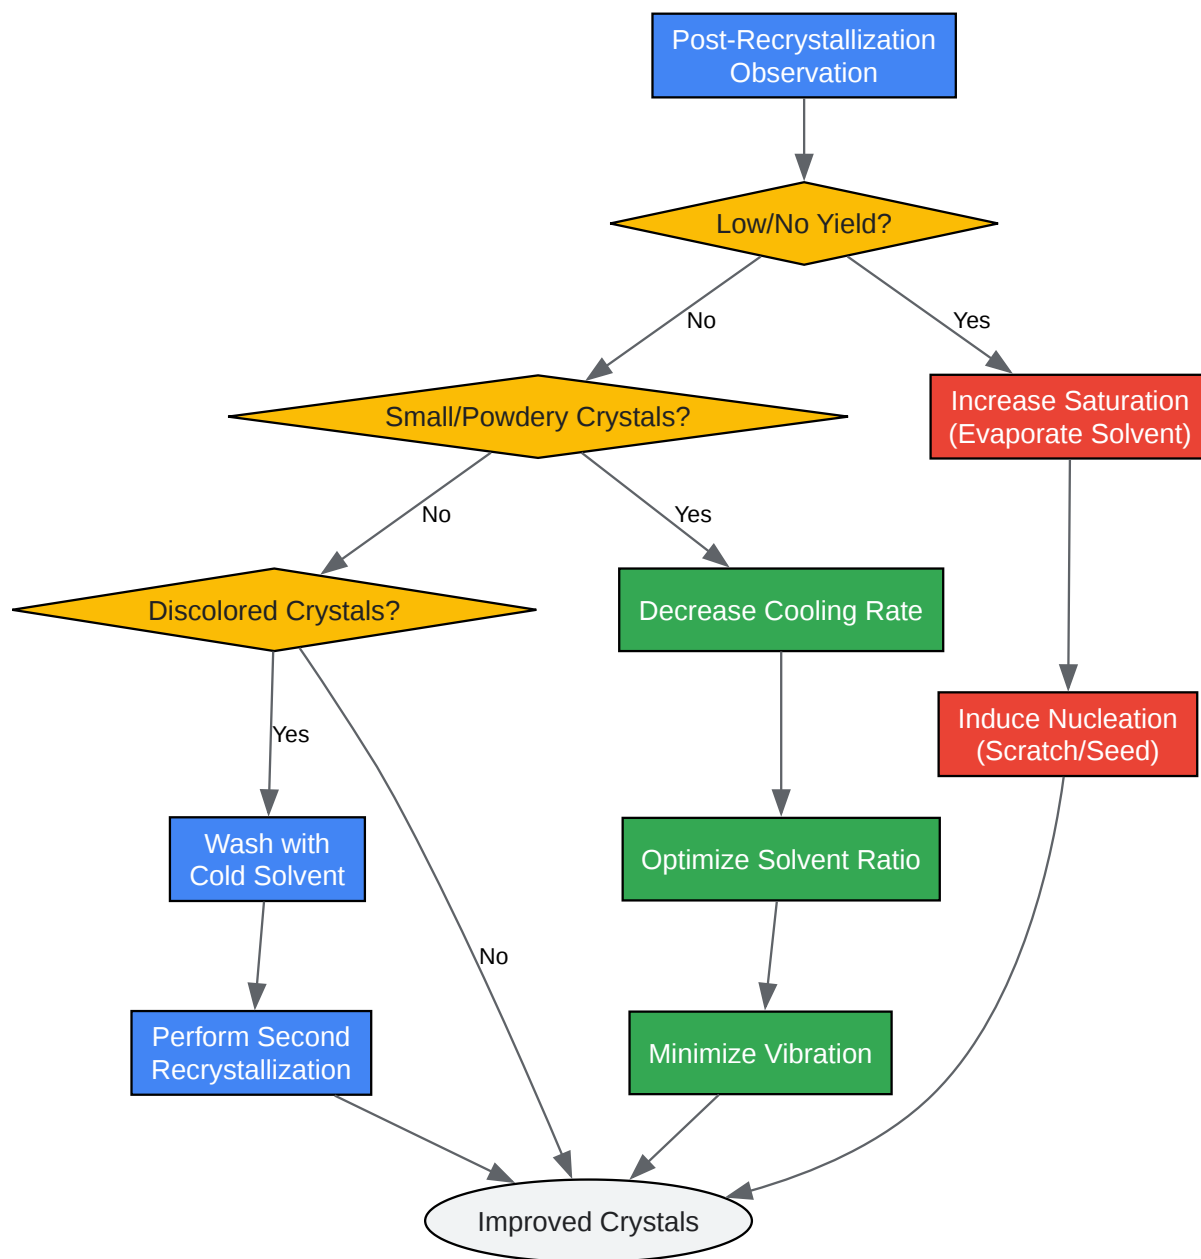 Post-Recrystallization
Observation
Low/No Yield?
No
Yes
Small/Powdery Crystals?
Increase Saturation
(Evaporate Solvent)
No
Yes
Discolored Crystals?
Decrease Cooling Rate
Induce Nucleation
(Scratch/Seed)
Yes
Wash with
Cold Solvent
Optimize Solvent Ratio
No
Perform Second
Recrystallization
Minimize Vibration
Improved Crystals